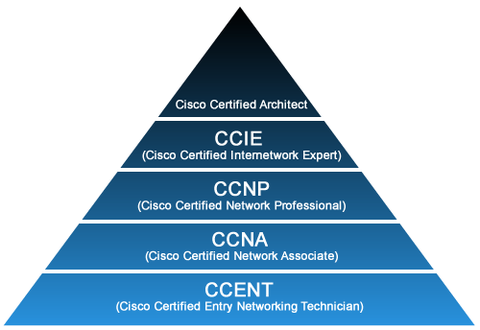 Cisco Certified Architect
CCIE
(Cisco Certified Internetwork Expert)
CCNP
(Cisco Certified Network Professional)
CCNA
(Cisco Certified Network Associate)
CCENT
(Cisco Certified Entry Networking Technician)